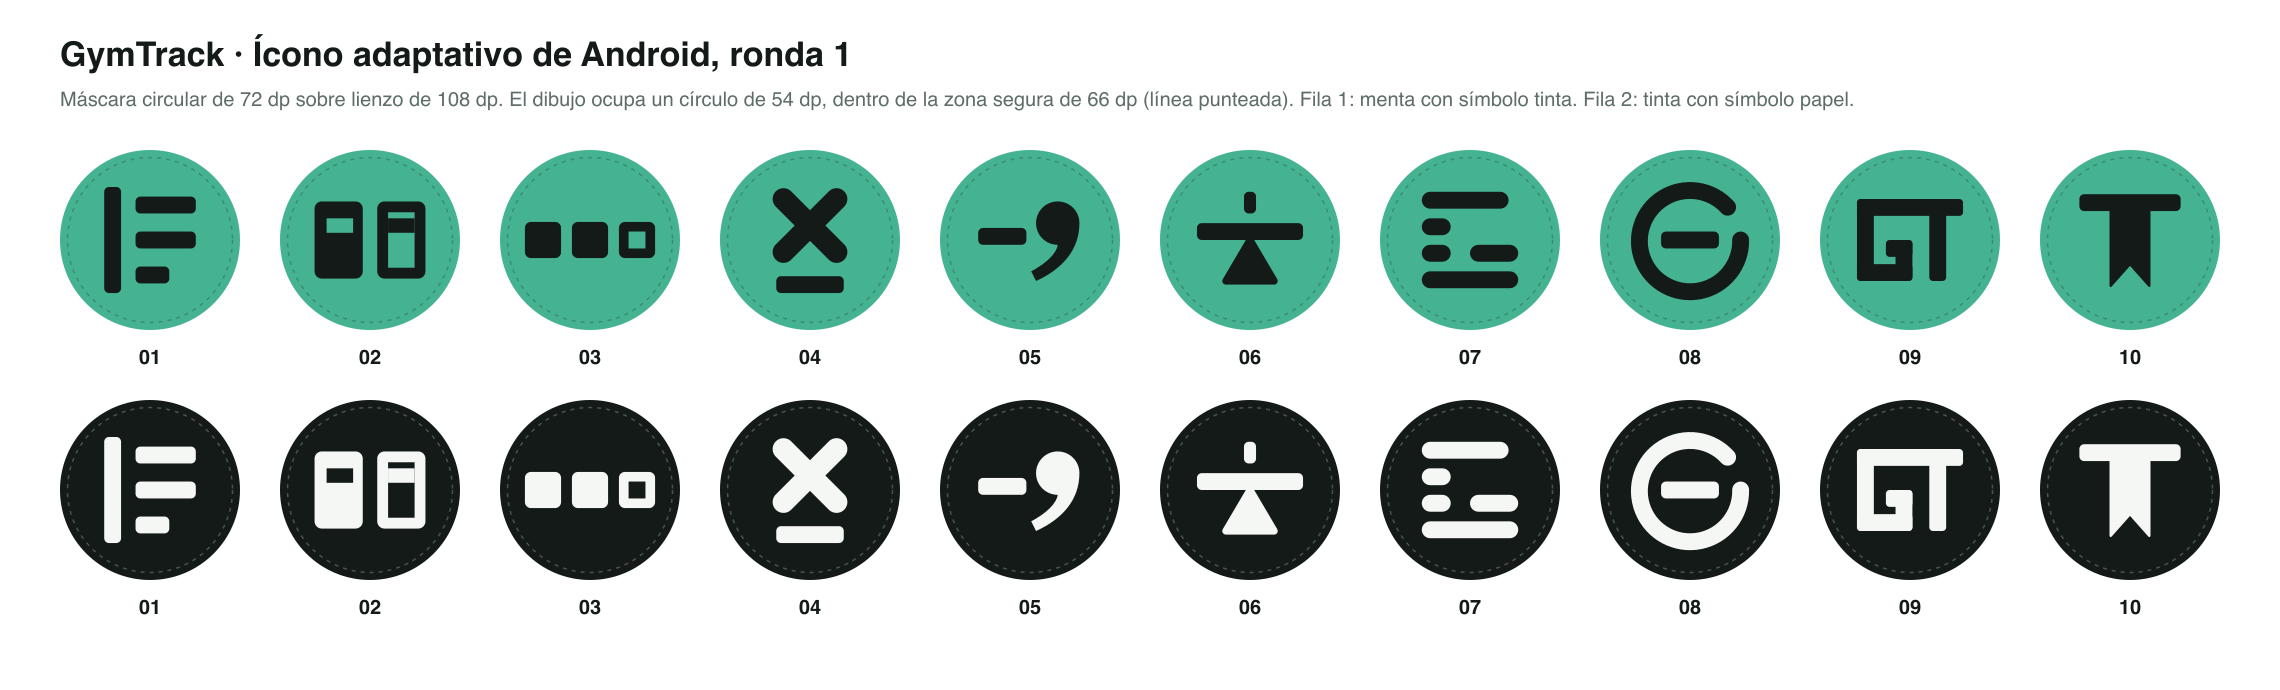 GymTrack · Ícono adaptativo de Android, ronda 1
Máscara circular de 72 dp sobre lienzo de 108 dp. El dibujo ocupa un círculo de 54 dp, dentro de la zona segura de 66 dp (línea punteada). Fila 1: menta con símbolo tinta. Fila 2: tinta con símbolo papel.
GT
01 02 03 04 05 06 07 08 09 10
GT
01 02 03 04 05 06 07 08 09 10